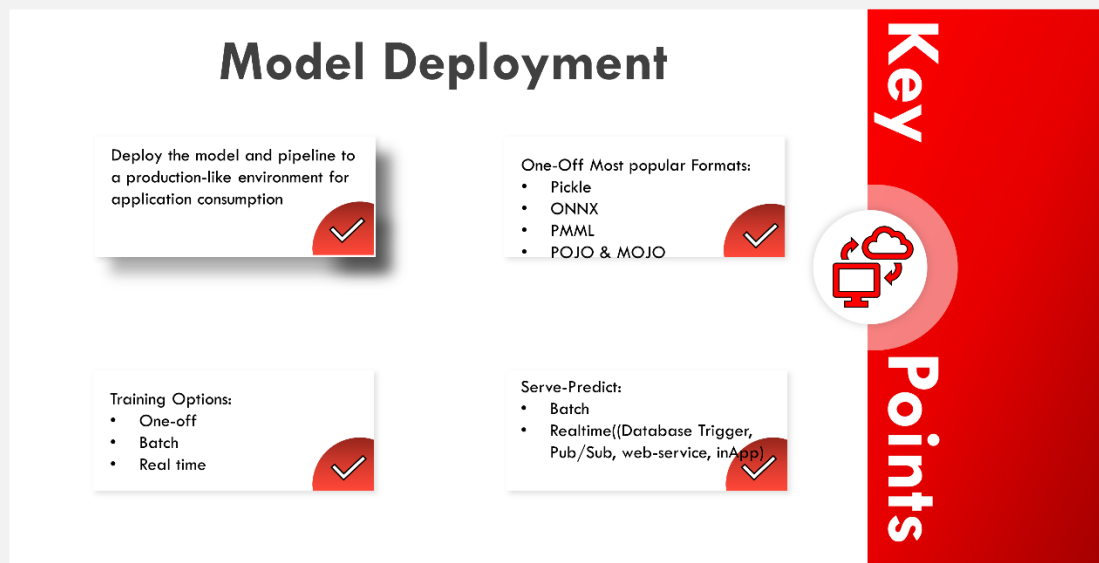 Model Deployment
Deploy the model and pipeline to
a production-like environment for
application consumption
One-Off Most popular Formats:
• Pickle
• ONNX
• PMML
• POJO & MOJO
Training Options:
• One-off
• Batch
• Real time
Serve-Predict:
• Batch
• Realtime((Database Trigger,
Pub/Sub, web-service, inApp)
Key
Points